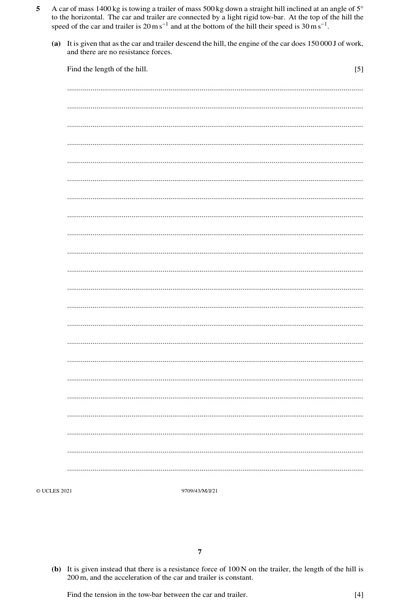 5 A car of mass 1400 kg is towing a trailer of mass 500 kg down a straight hill inclined at an angle of 5°
to the horizontal. The car and trailer are connected by a light rigid tow-bar. At the top of the hill the
speed of the car and trailer is 20 m s⁻¹ and at the bottom of the hill their speed is 30 m s⁻¹.
(a) It is given that as the car and trailer descend the hill, the engine of the car does 150 000 J of work,
and there are no resistance forces.
Find the length of the hill. [5]
© UCLES 2021 9709/43/M/J/21
7
(b) It is given instead that there is a resistance force of 100 N on the trailer, the length of the hill is
200 m, and the acceleration of the car and trailer is constant.
Find the tension in the tow-bar between the car and trailer. [4]